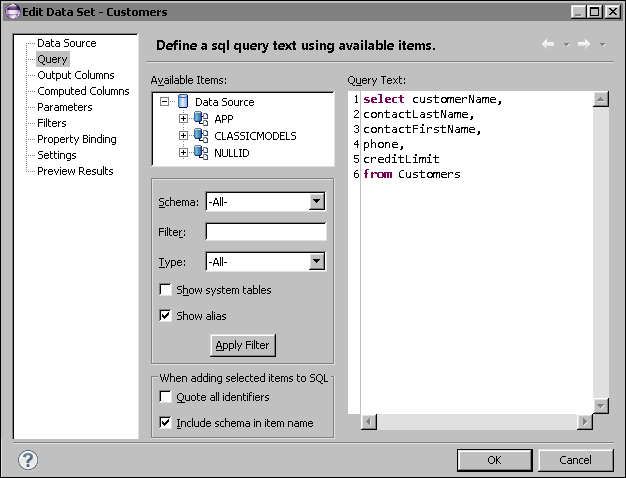 Edit Data Set - Customers
Data Source
Query
Output Columns
Computed Columns
Parameters
Filters
Property Binding
Settings
Preview Results
Define a sql query text using available items.
Available Items:
Data Source
APP
CLASSICMODELS
NULLID
Schema: -All-
Filter:
Type: -All-
Show system tables
Show alias
Apply Filter
When adding selected items to SQL
Quote all identifiers
Include schema in item name
Query Text:
1 select customerName,
2 contactLastName,
3 contactFirstName,
4 phone,
5 creditLimit
6 from Customers
?
OK Cancel